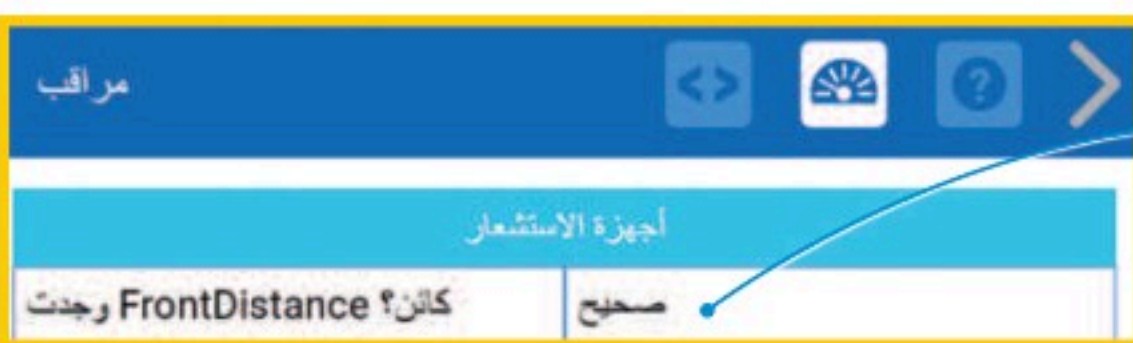 مراقب
أجهزة الاستشعار
وجدت FrontDistance كائن؟
صحيح